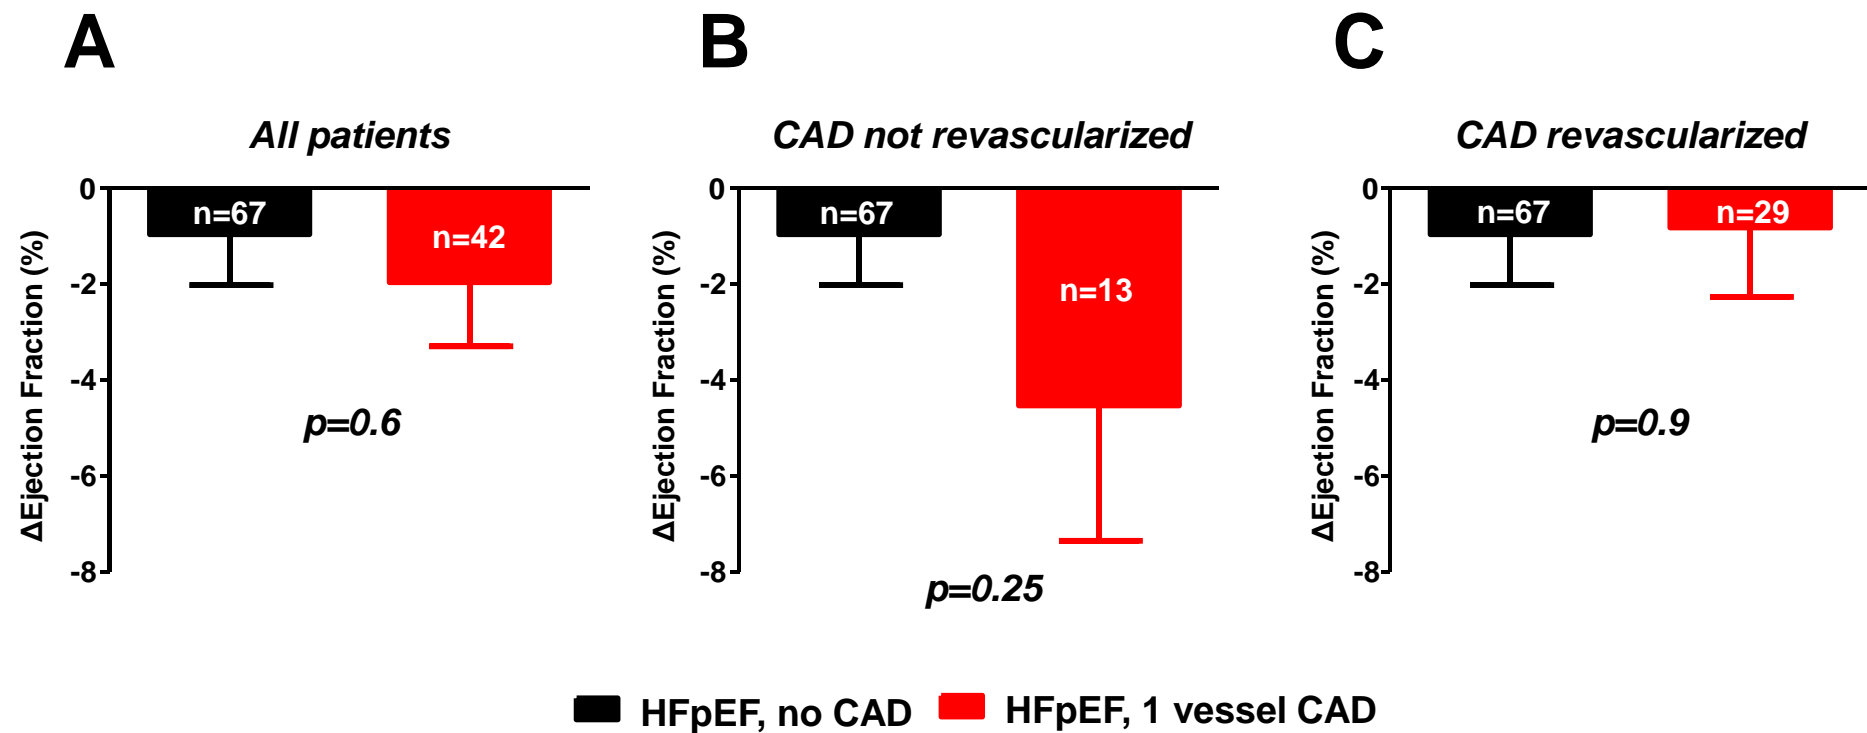 A
B
C
All patients
CAD not revascularized
CAD revascularized
ΔEjection Fraction (%)
0
-2
-4
-6
-8
n=67
n=42
p=0.6
ΔEjection Fraction (%)
0
-2
-4
-6
-8
n=67
n=13
p=0.25
ΔEjection Fraction (%)
0
-2
-4
-6
-8
n=67
n=29
p=0.9
HFpEF, no CAD
HFpEF, 1 vessel CAD